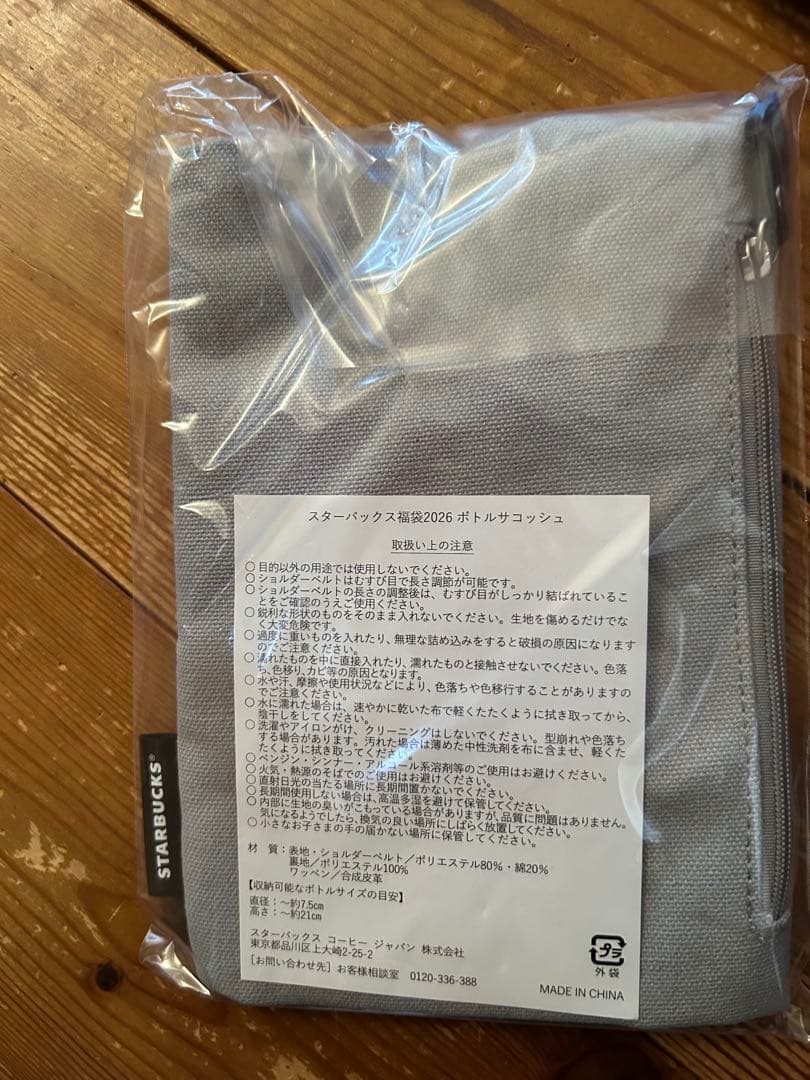 スターバックス福袋2026 ボトルサコッシュ
取扱い上の注意
○ 目的以外の用途では使用しないでください。
○ ショルダーベルトはむすび目で長さ調節が可能です。
○ ショルダーベルトの長さの調整後は、むすび目がしっかり結ばれていることをご確認のうえご使用ください。
○ 鋭利な形状のものをそのまま入れないでください。生地を傷めるだけでなく大変危険です。
○ 過度に重いものを入れたり、無理な詰め込みをすると破損の原因になりますのでご注意ください。
○ 濡れたものを中に直接入れたり、濡れたものと接触させないでください。色落ち、色移り、カビ等の原因となります。
○ 水や汗、摩擦や使用状況などにより、色落ちや色移行することがありますのでご注意ください。
○ 水に濡れた場合は、速やかに乾いた布で軽くたたくように拭き取ってから、陰干しをしてください。
○ 洗濯やアイロンがけ、クリーニングはしないでください。型崩れや色落ちする場合があります。汚れた場合は薄めた中性洗剤を布に含ませ、軽くたたくように拭き取ってください。
○ ベンジン・シンナー・アルコール系溶剤等のご使用はお避けください。
○ 火気・熱源のそばでのご使用はお避けください。
○ 直射日光の当たる場所に長期間置かないでください。
○ 長期間使用しない場合は、高温多湿を避けて保管してください。
○ 内部に生地の臭いがこもっている場合がありますが、品質に問題はありません。気になるようでしたら、換気の良い場所にしばらく放置してください。
○ 小さなお子さまの手の届かない場所に保管してください。
材 質：表地・ショルダーベルト／ポリエステル80%・綿20%
裏地／ポリエステル100%
ワッペン／合成皮革
【収納可能なボトルサイズの目安】
直径：～約7.5cm
高さ：～約21cm
スターバックス コーヒー ジャパン 株式会社
東京都品川区上大崎2-25-2
［お問い合わせ先］お客様相談室 0120-336-388
プラ
外袋
MADE IN CHINA
STARBUCKS®